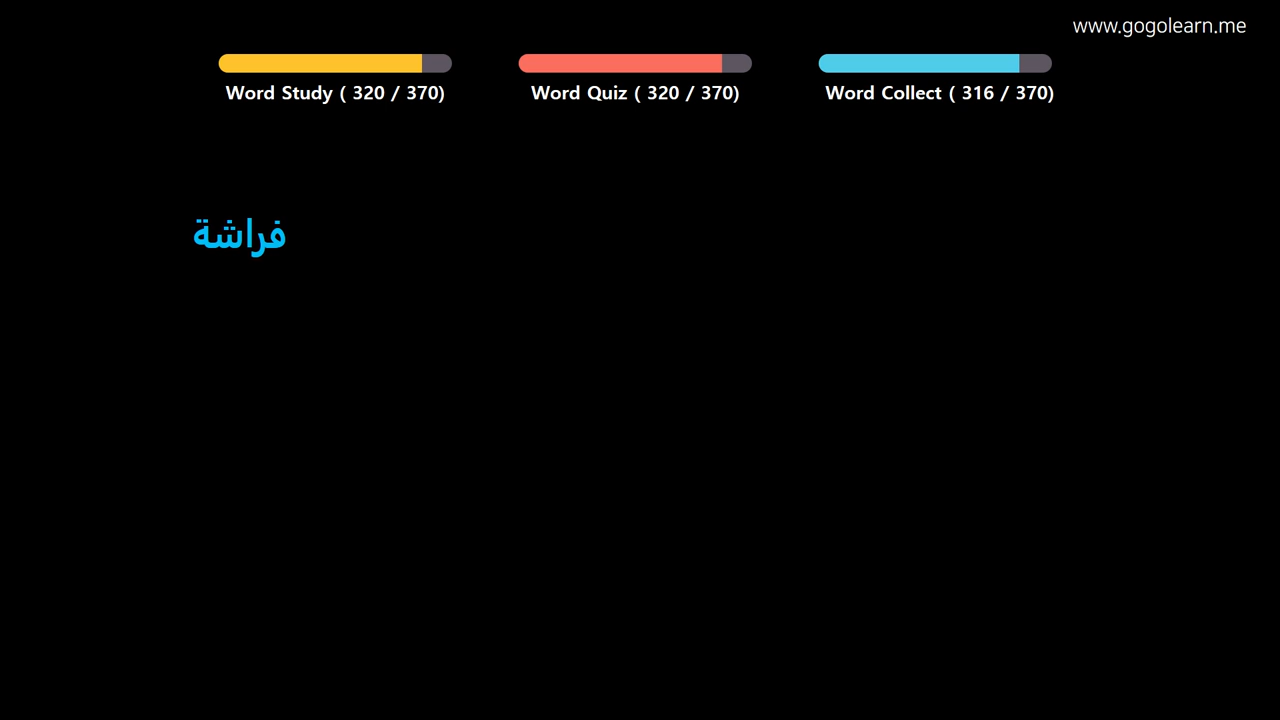 www.gogolearn.me
Word Study ( 320 / 370)
Word Quiz ( 320 / 370)
Word Collect ( 316 / 370)
فراشة